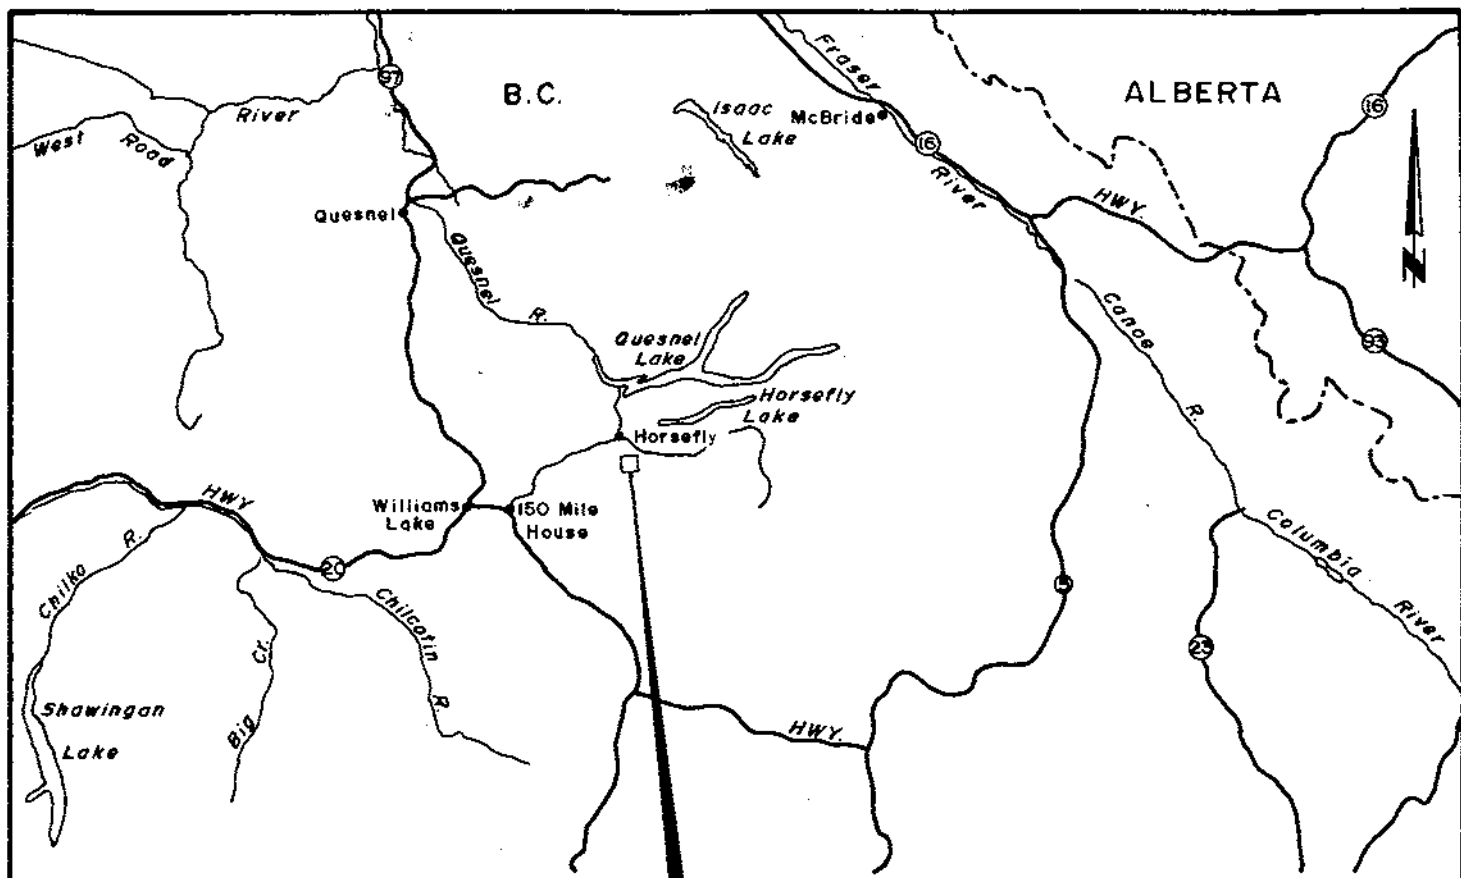 97
B.C.
ALBERTA
16
Fraser
River
McBride
16
HWY.
Isaac
Lake
West
Road
River
Quesnel
Quesnel
R.
Quesnel
Lake
Horsefly
Lake
Horsefly
Canoe
R.
93
N
HWY
Williams
Lake
150 Mile
House
20
Chilko
R.
Chilcotin
R.
Big
Cr.
Shawingan
Lake
5
HWY.
23
Columbia
River